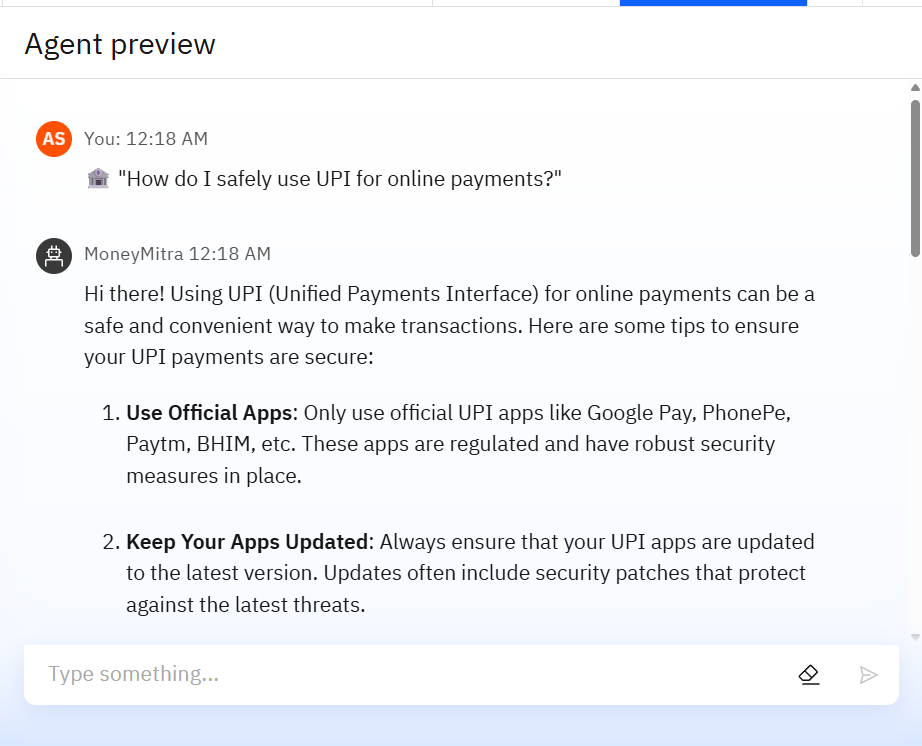 Agent preview
AS
You: 12:18 AM
"How do I safely use UPI for online payments?"
MoneyMitra 12:18 AM
Hi there! Using UPI (Unified Payments Interface) for online payments can be a
safe and convenient way to make transactions. Here are some tips to ensure
your UPI payments are secure:
1. Use Official Apps: Only use official UPI apps like Google Pay, PhonePe,
Paytm, BHIM, etc. These apps are regulated and have robust security
measures in place.
2. Keep Your Apps Updated: Always ensure that your UPI apps are updated
to the latest version. Updates often include security patches that protect
against the latest threats.
Type something...